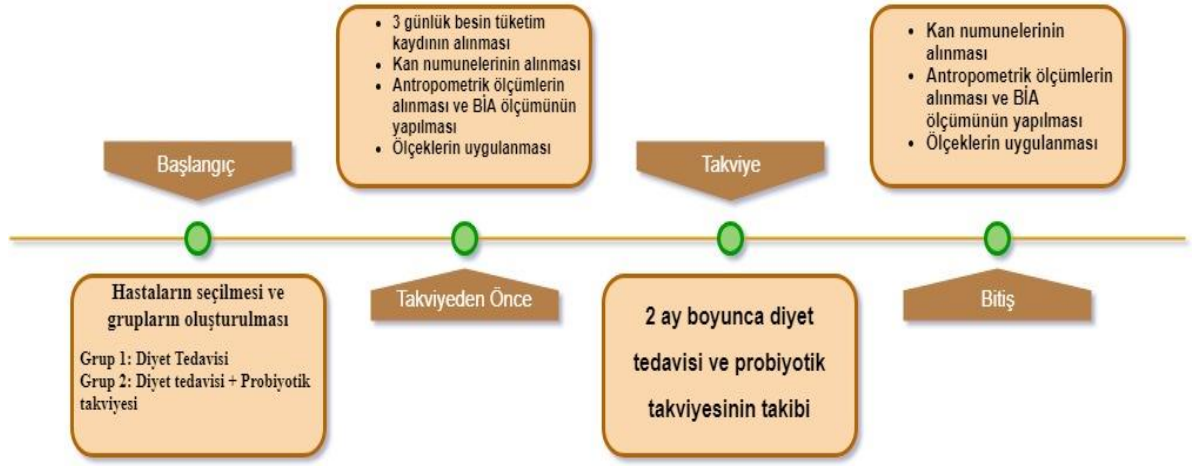 Başlangıç
Hastaların seçilmesi ve
grupların oluşturulması
Grup 1: Diyet Tedavisi
Grup 2: Diyet tedavisi + Probiyotik
takviyesi
• 3 günlük besin tüketim
kaydının alınması
• Kan numunelerinin alınması
• Antropometrik ölçümlerin
alınması ve BİA ölçümünün
yapılması
• Ölçeklerin uygulanması
Takviyeden Önce
Takviye
2 ay boyunca diyet
tedavisi ve probiyotik
takviyesinin takibi
• Kan numunelerinin
alınması
• Antropometrik ölçümlerin
alınması ve BİA
ölçümünün yapılması
• Ölçeklerin uygulanması
Bitiş